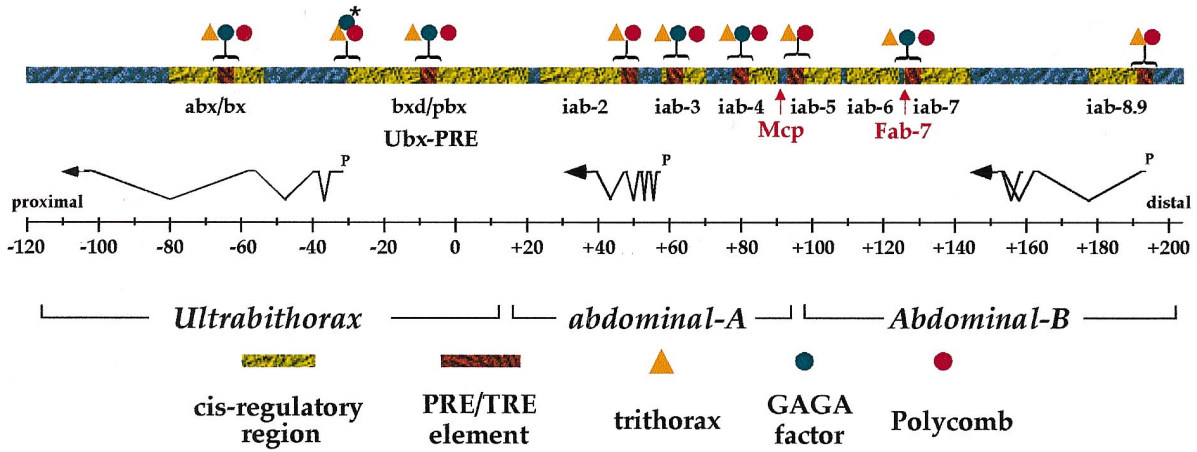 *
abx/bx bxd/pbx iab-2 iab-3 iab-4 iab-5 iab-6 iab-7 iab-8.9
Ubx-PRE Mcp Fab-7
P P P
proximal distal
-120 -100 -80 -60 -40 -20 0 +20 +40 +60 +80 +100 +120 +140 +160 +180 +200
Ultrabithorax abdominal-A Abdominal-B
cis-regulatory PRE/TRE trithorax GAGA Polycomb
region element factor